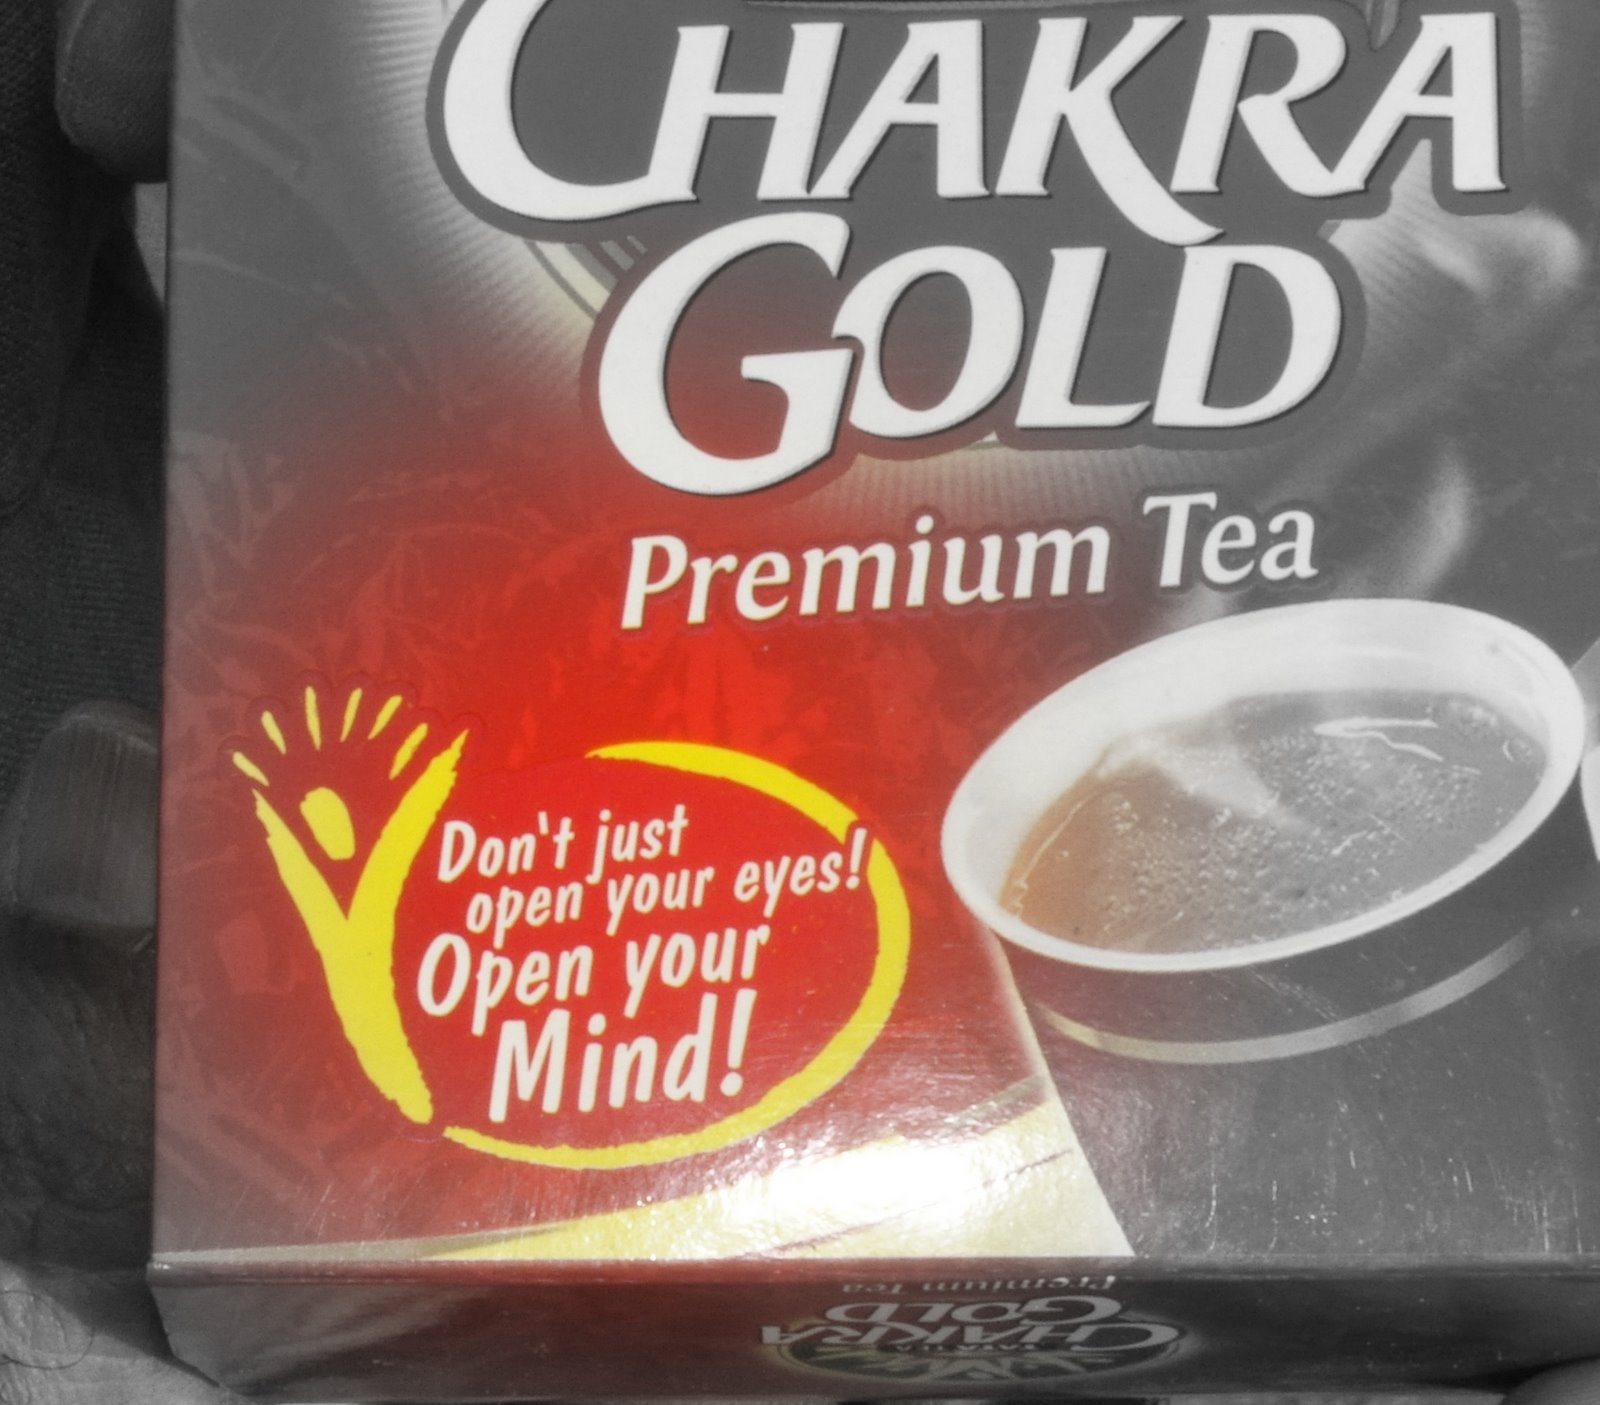 CHAKRA
GOLD
Premium Tea
Don't just
open your eyes!
Open your
Mind!
Premium Tea
GOLD
CHAKRA